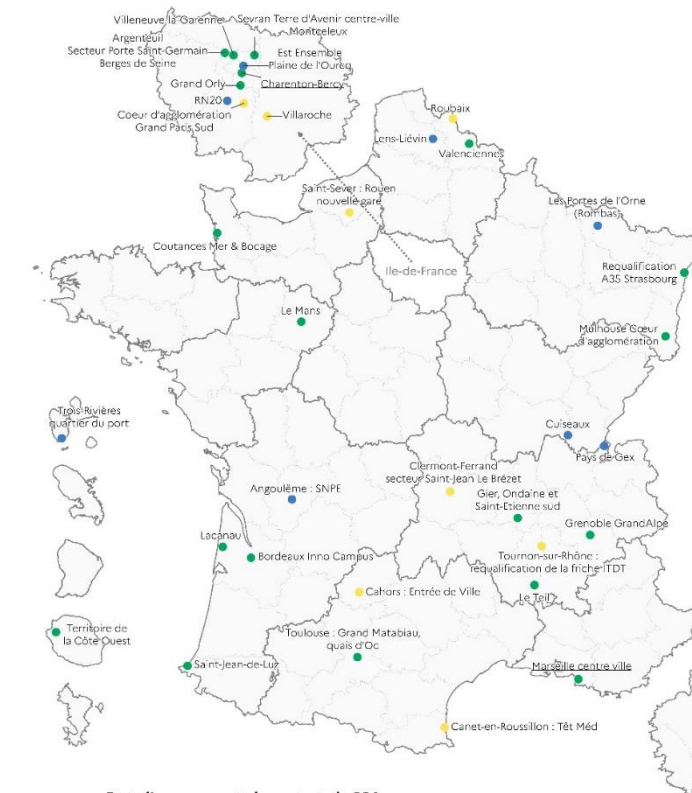 Villeneuve la Garenne
Sevran Terre d'Avenir centre-ville
Montceleux
Argenteuil
Secteur Porte Saint-Germain
Berges de Seine
Est Ensemble
Plaine de l'Ourcq
Grand Orly
Charenton-Bercy
RN20
Coeur d'agglomération
Grand Paris Sud
Villaroche
Roubaix
Lens-Liévin
Valenciennes
Saint-Sever : Rouen
nouvelle gare
Les Portes de l'Orne
(Rombas)
Coutances Mer & Bocage
Ile-de-France
Requalification
A35 Strasbourg
Le Mans
Mulhouse Cœur
d'agglomération
Trois Rivières
quartier du port
Cuiseaux
Pays de Gex
Clermont-Ferrand
secteur Saint-Jean Le Brézet
Angoulême : SNPE
Gier, Ondaine et
Saint-Etienne sud
Grenoble GrandAlpe
Lacanau
Bordeaux Inno Campus
Tournon-sur-Rhône :
requalification de la friche ITDT
Le Teil
Cahors : Entrée de Ville
Territoire de
la Côte Ouest
Toulouse : Grand Matabiau,
quais d'Oc
Saint-Jean-de-Luz
Marseille centre ville
Canet-en-Roussillon : Têt Méd